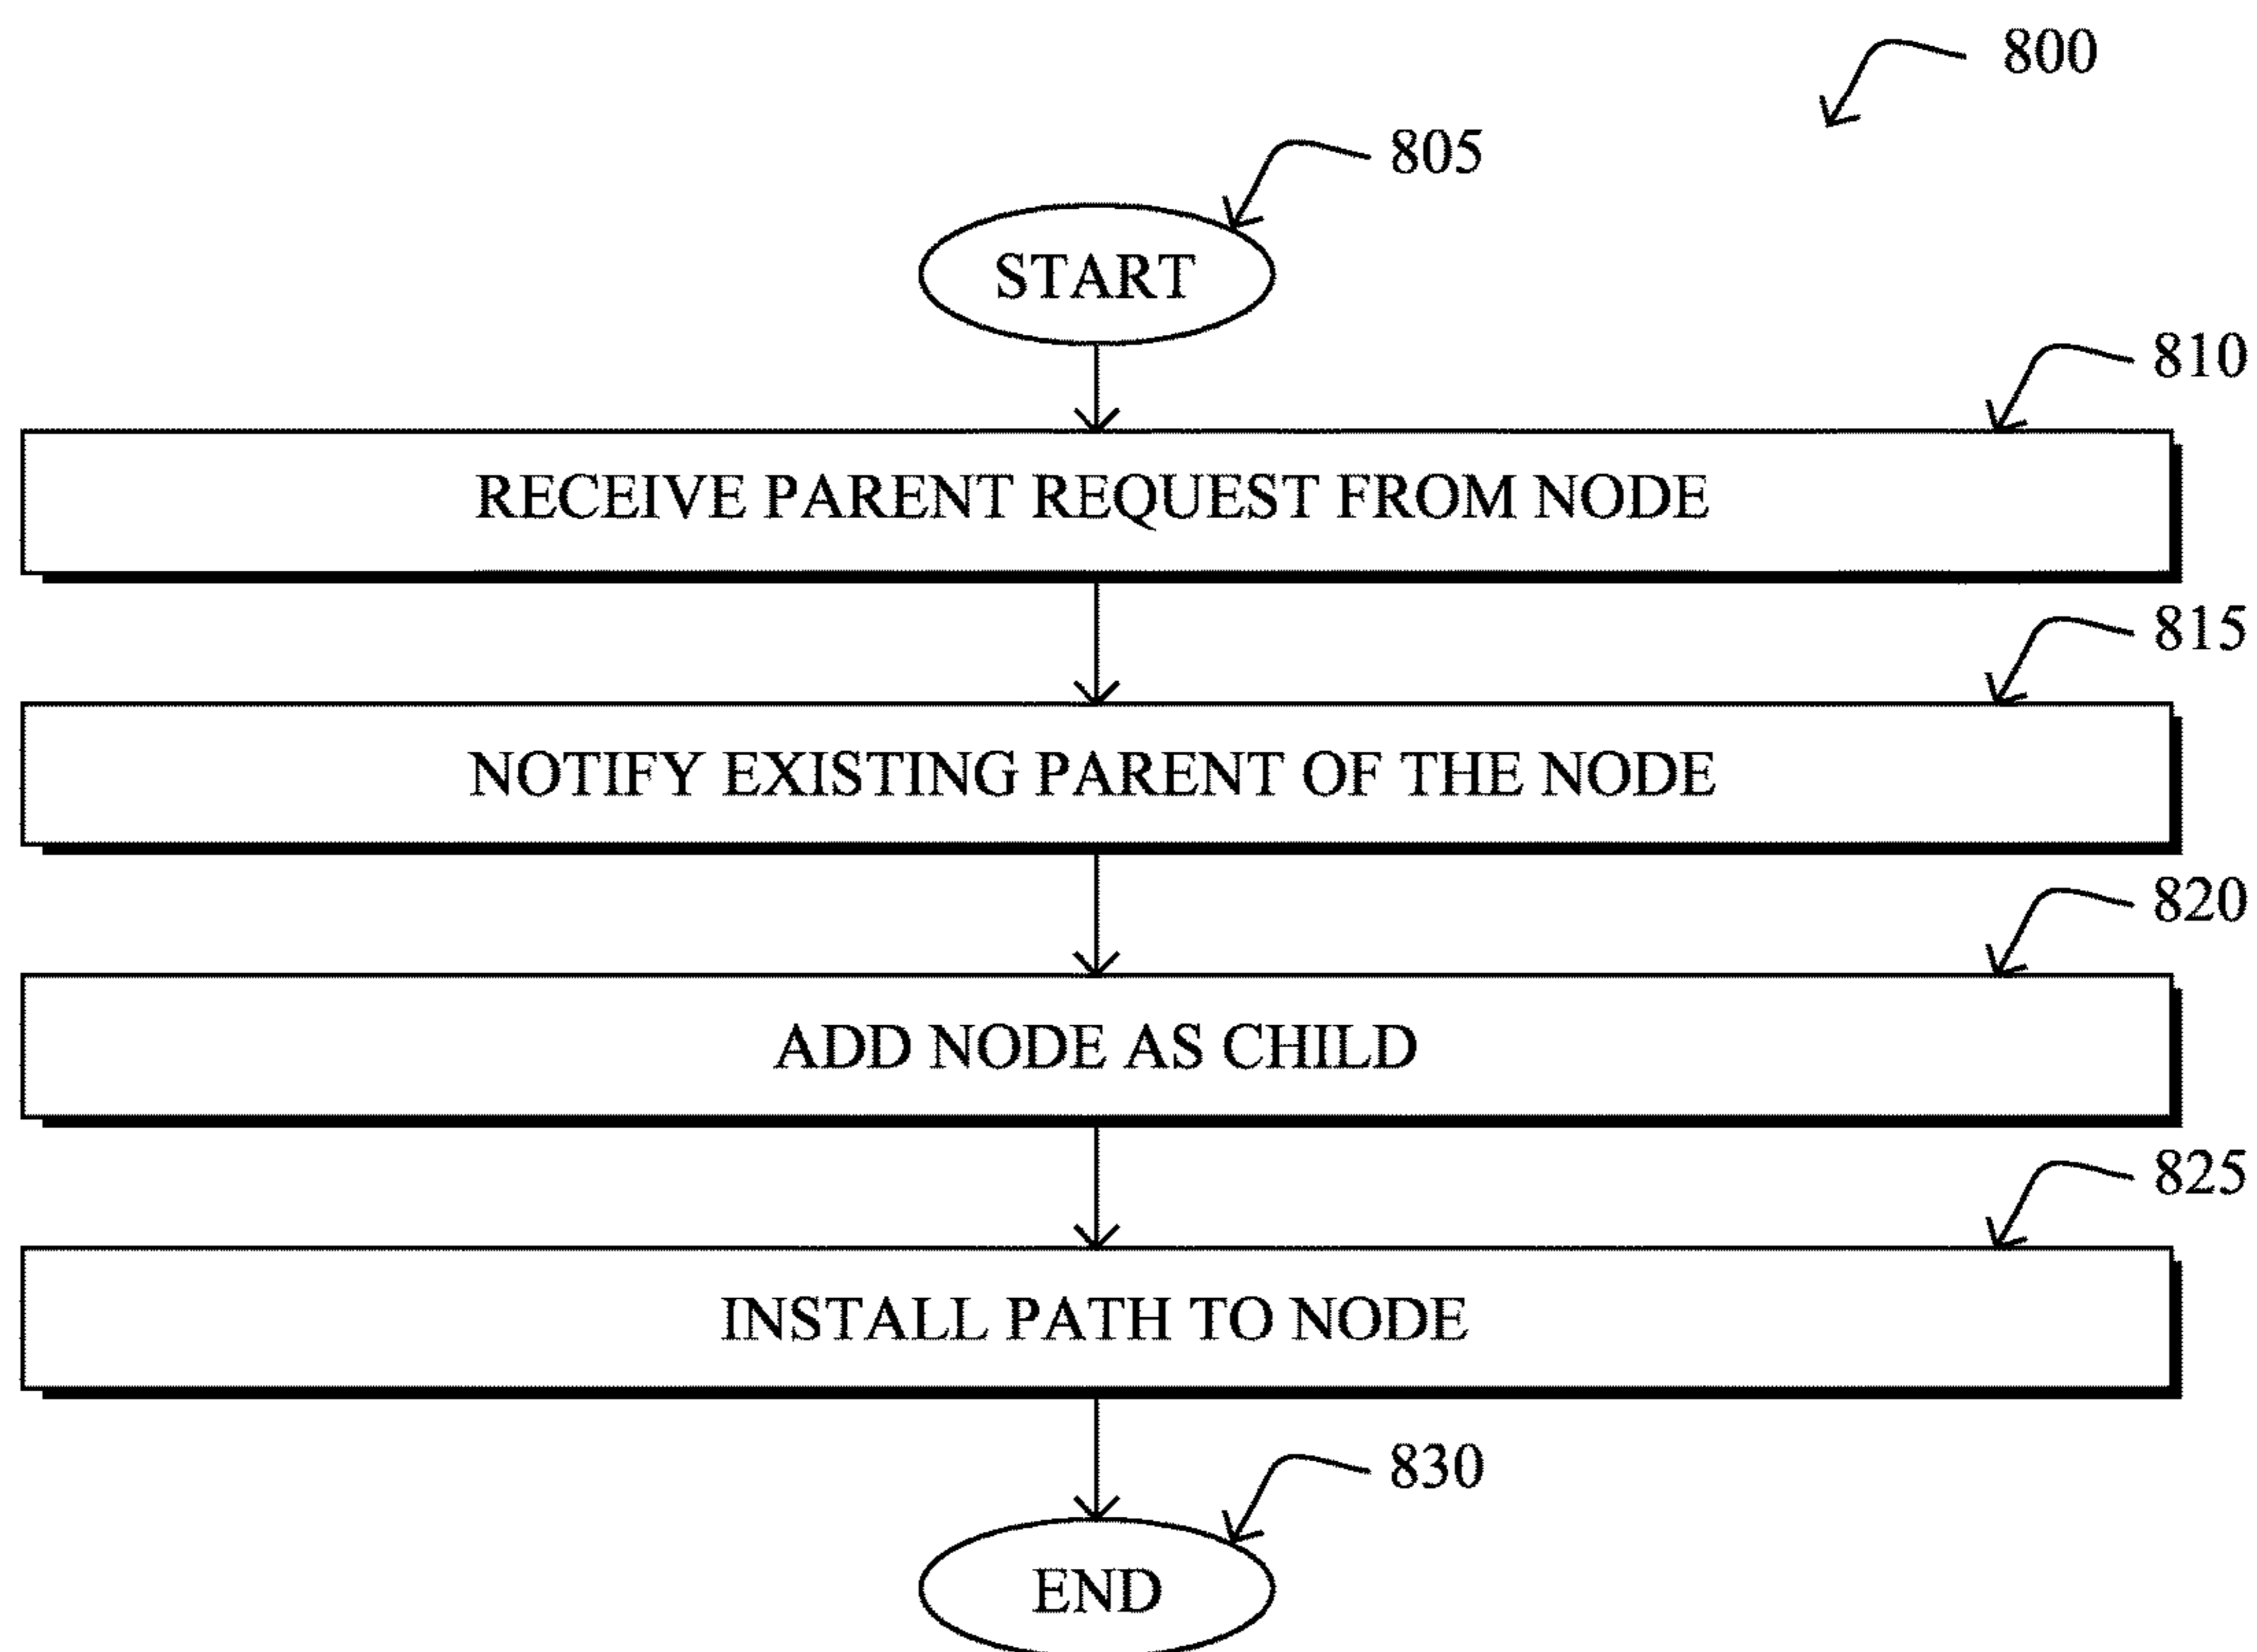 800
805
START
810
RECEIVE PARENT REQUEST FROM NODE
815
NOTIFY EXISTING PARENT OF THE NODE
820
ADD NODE AS CHILD
825
INSTALL PATH TO NODE
830
END